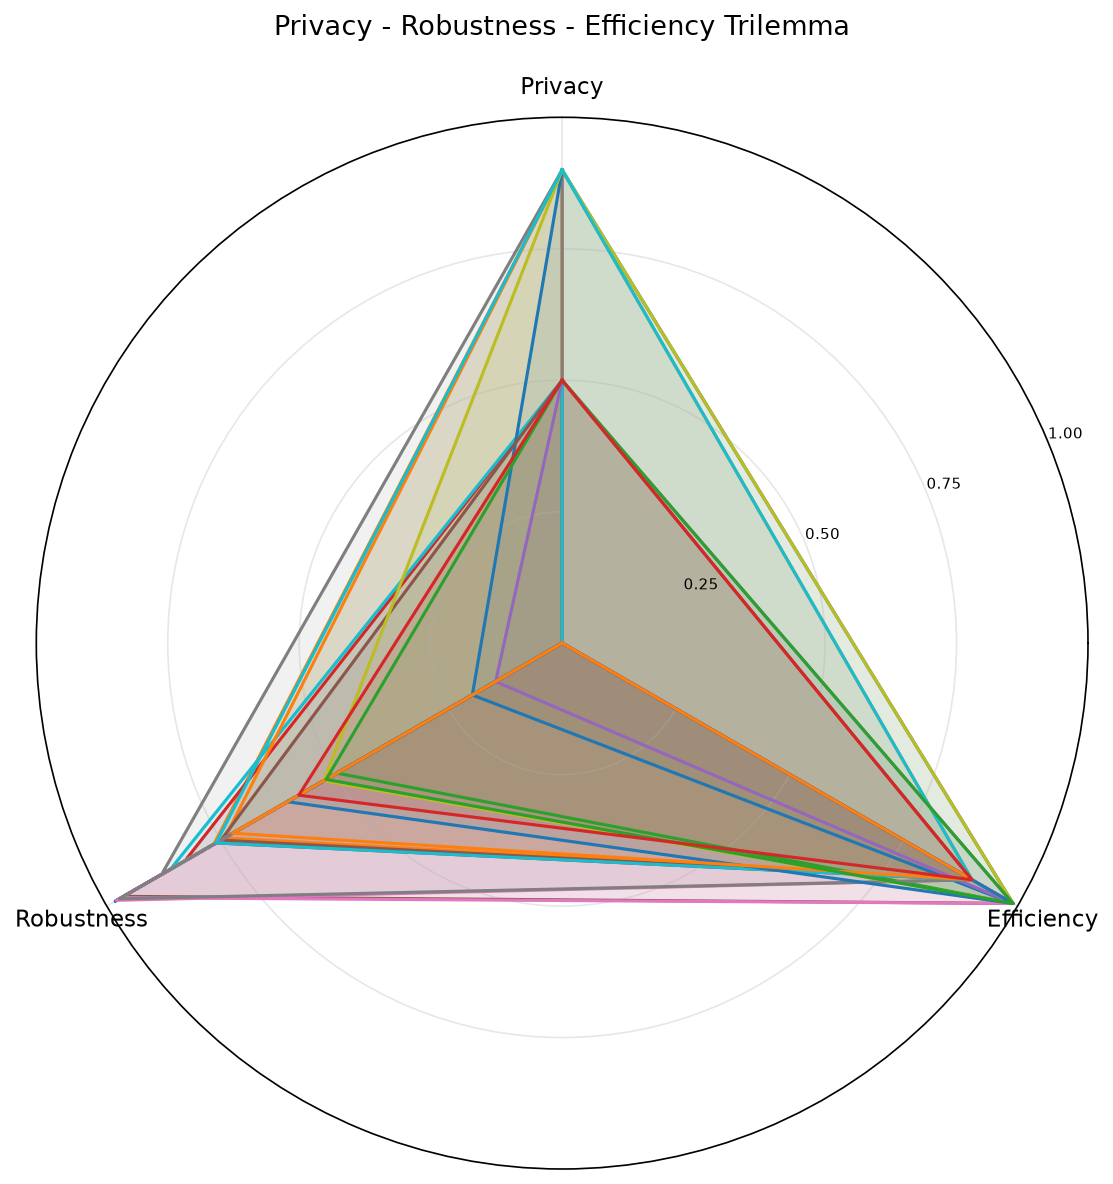 Privacy - Robustness - Efficiency Trilemma
Privacy
1.00
0.75
0.50
0.25
Robustness
Efficiency